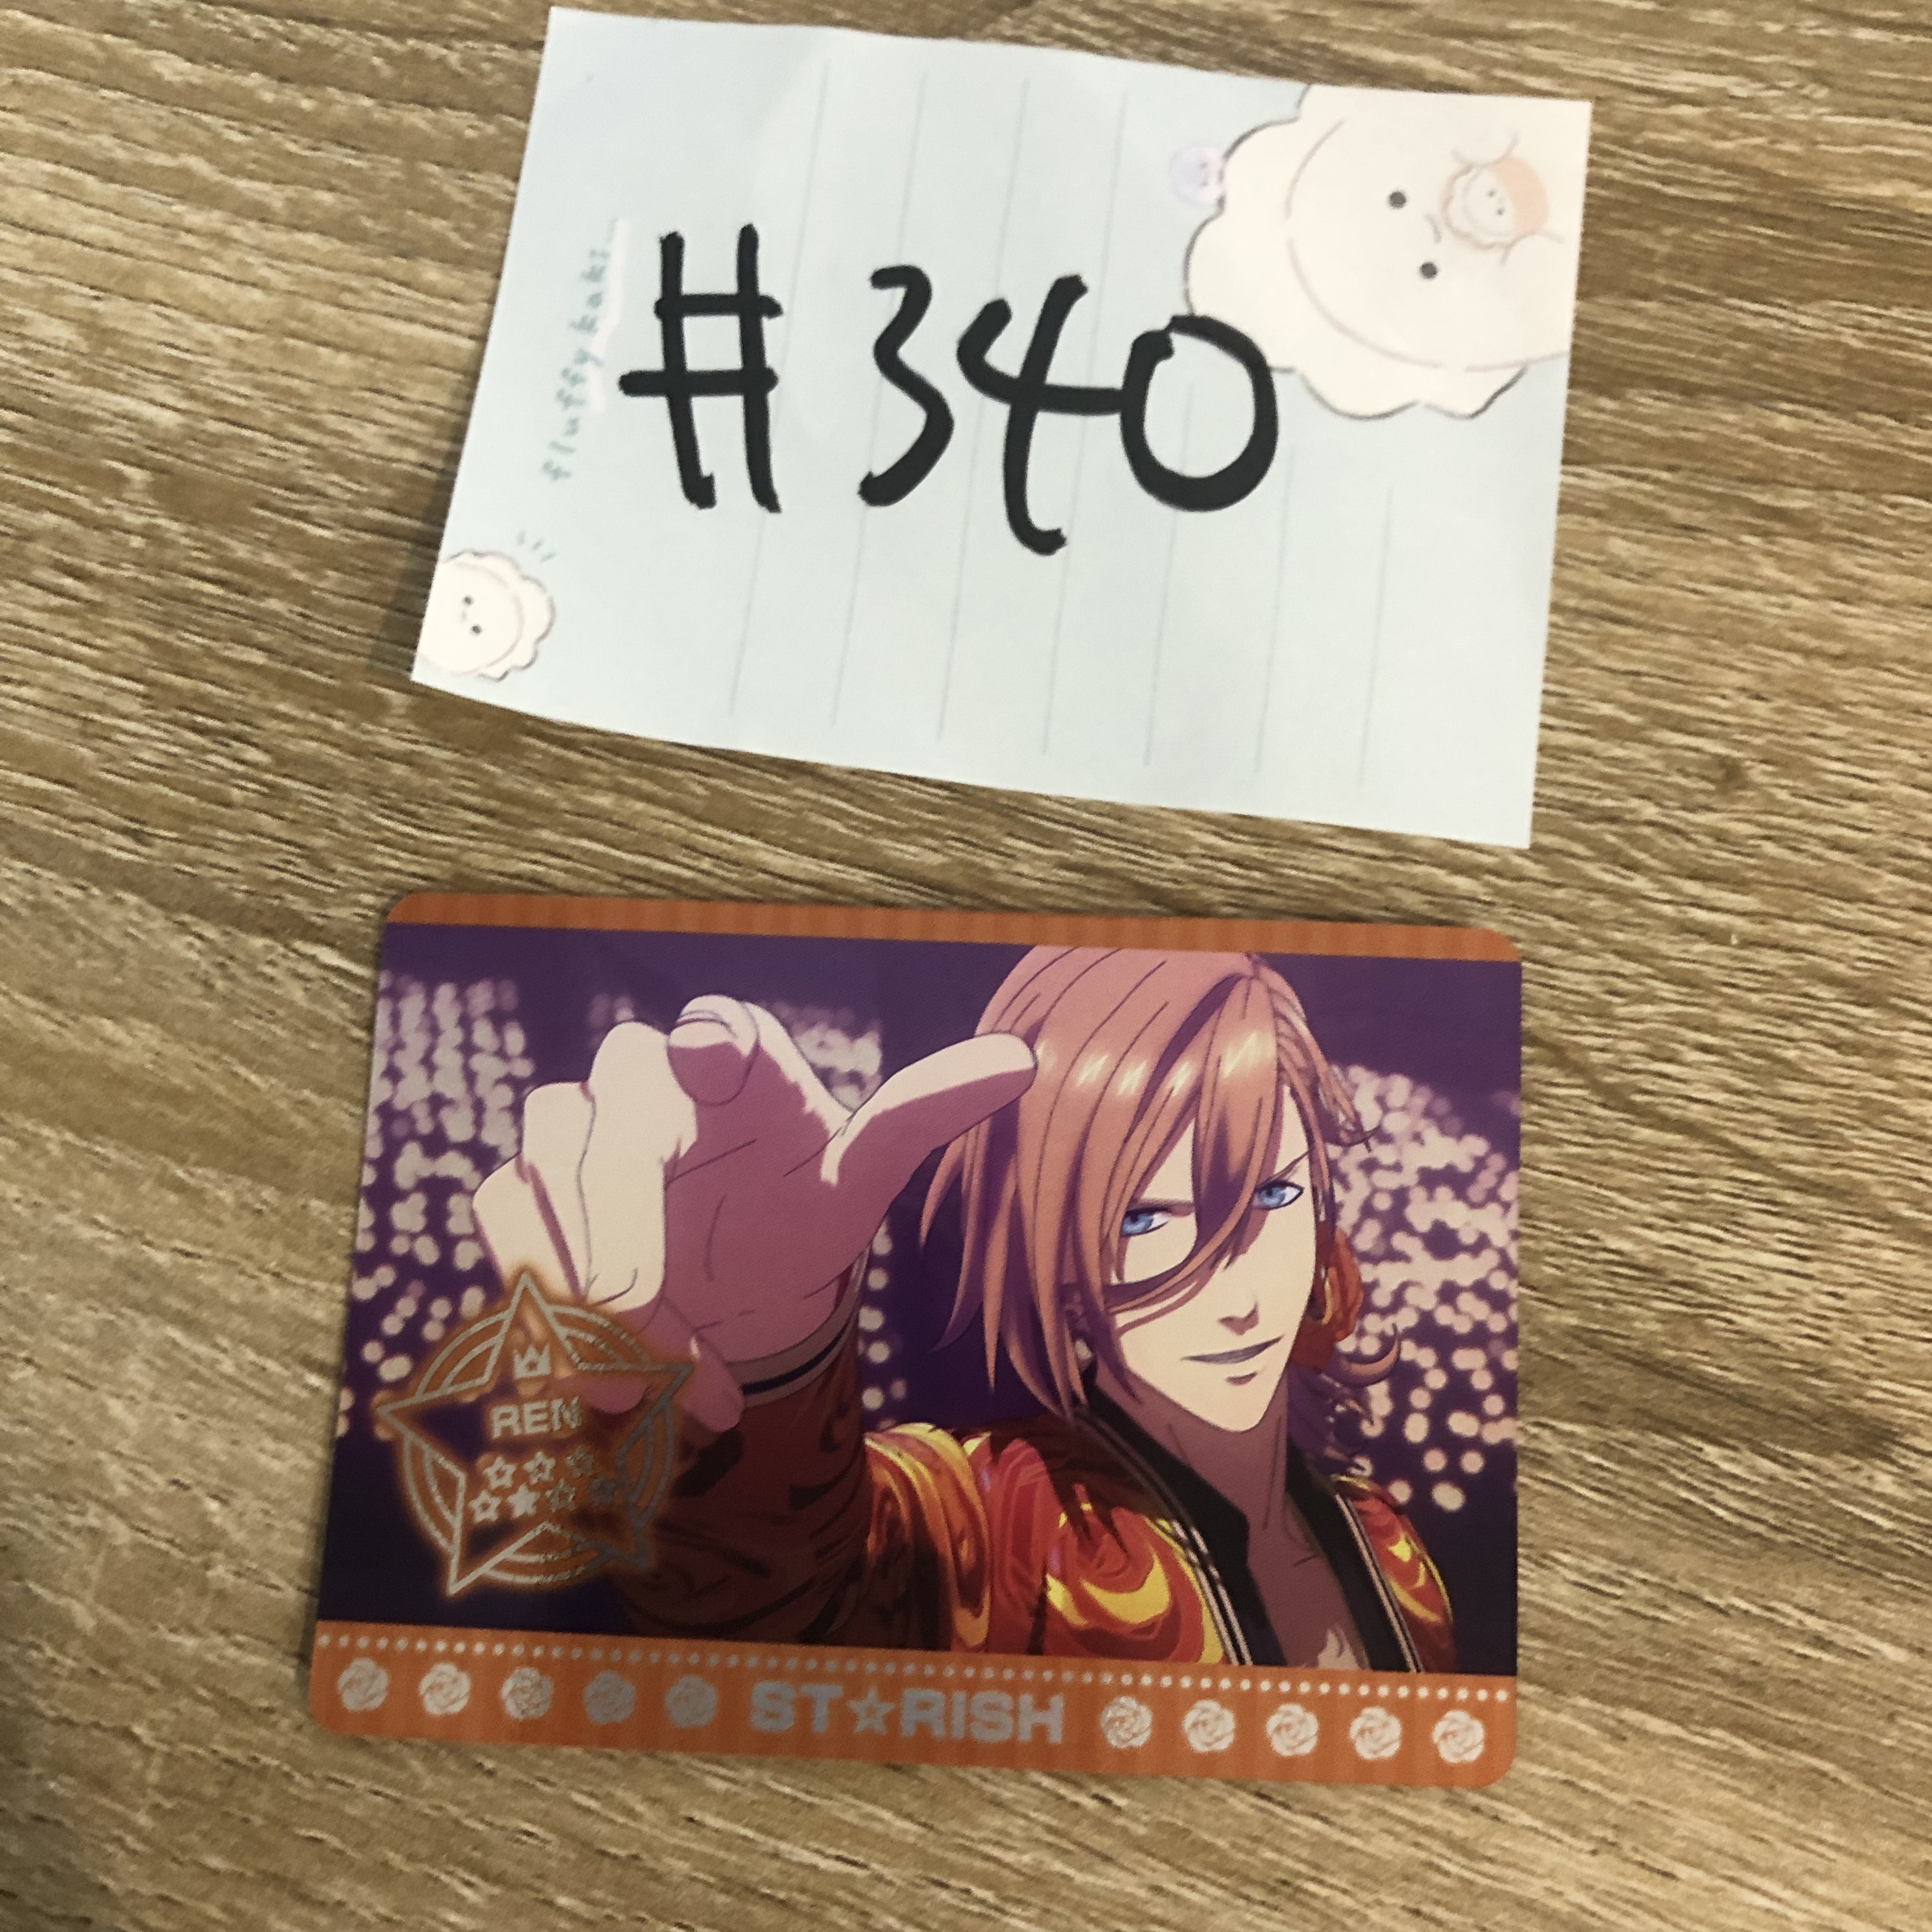 #340
fluffy kaki
REN
ST☆RISH